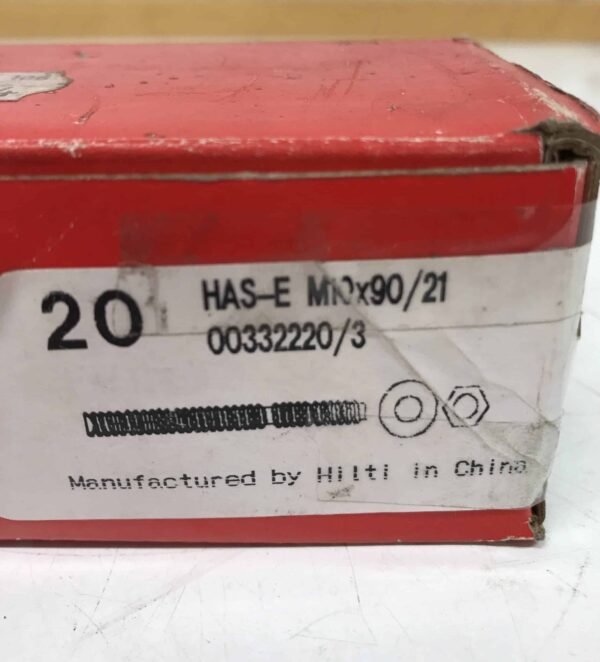 20
HAS-E M10x90/21
00332220/3
Manufactured by Hilti in China